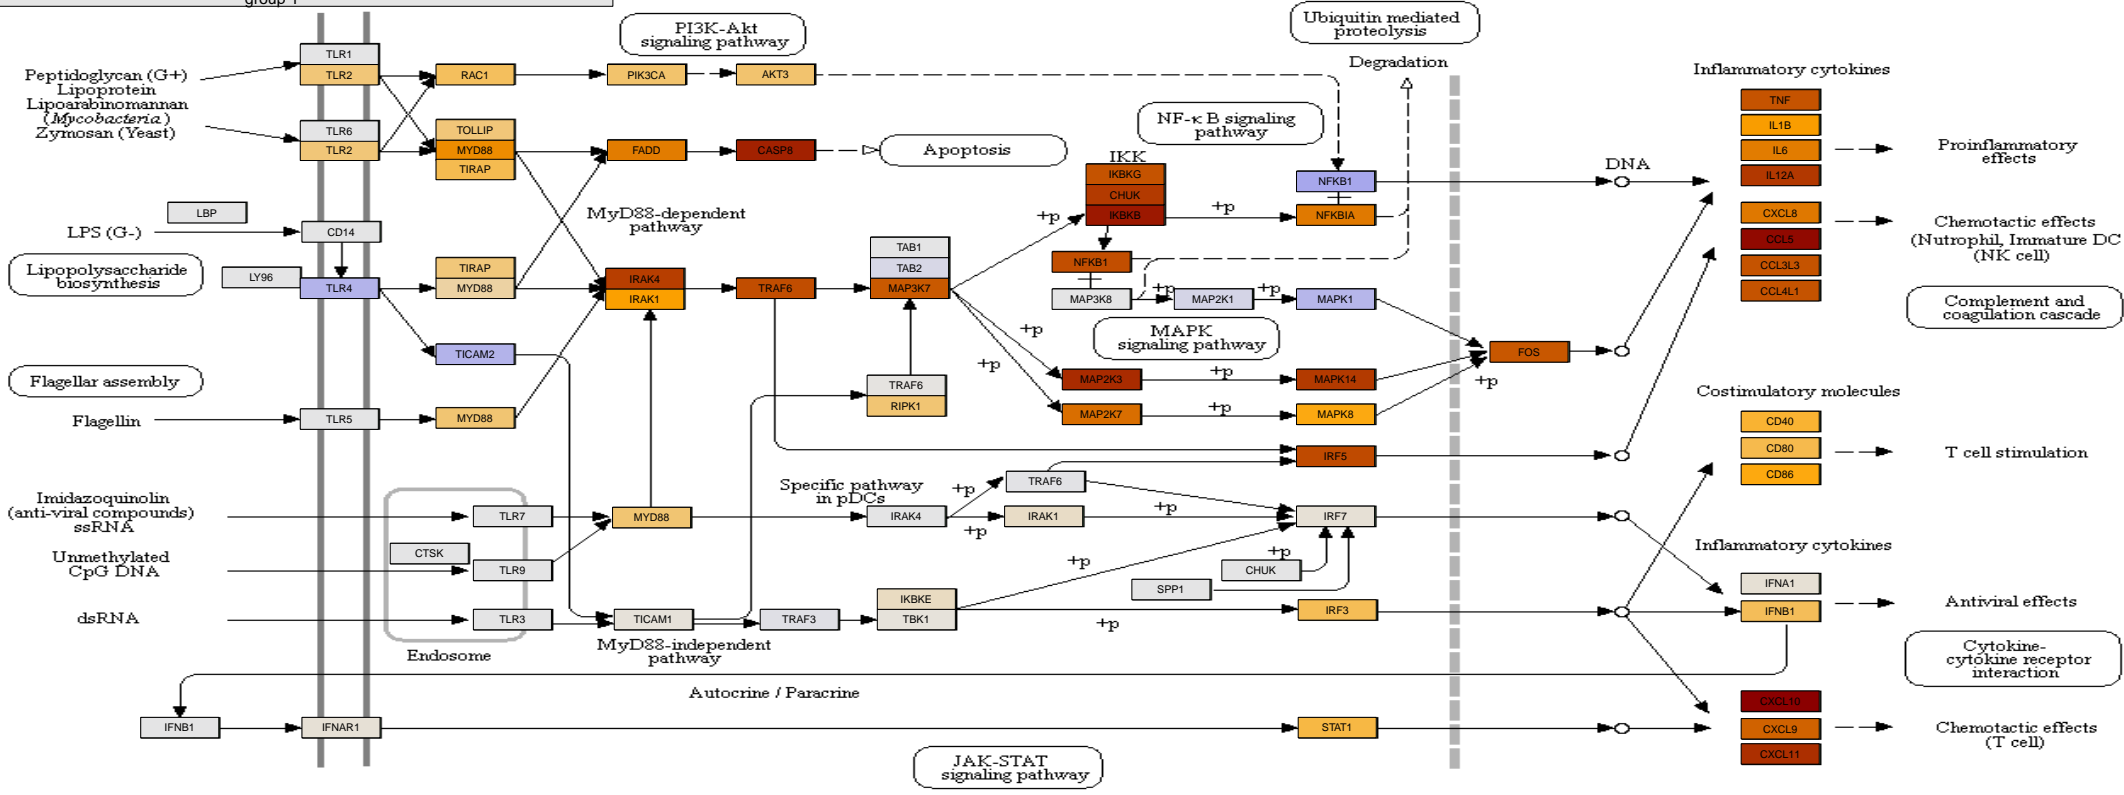 group 1
PI3K-Akt
signaling pathway
Ubiquitin mediated
proteolysis
Degradation
Inflammatory cytokines
TLR1
TLR2
Peptidoglycan (G+)
Lipoprotein
Lipoarabinomannan
(Mycobacteria)
Zymosan (Yeast)
RAC1
PIK3CA
AKT3
TNF
IL1B
IL6
IL12A
Proinflammatory
effects
TLR6
TLR2
TOLLIP
MYD88
TIRAP
FADD
CASP8
Apoptosis
NF-κ B signaling
pathway
IKK
IKBKG
CHUK
IKBKB
NFKB1
NFKBIA
+p
+p
DNA
CXCL8
CCL5
CCL3L3
CCL4L1
Chemotactic effects
(Nutrophil, Immature DC
(NK cell)
LBP
LPS (G-)
CD14
MyD88-dependent
pathway
Lipopolysaccharide
biosynthesis
LY96
TLR4
TIRAP
MYD88
IRAK4
IRAK1
TRAF6
TAB1
TAB2
MAP3K7
NFKB1
MAP3K8
+p
MAP2K1
+p
MAPK1
Complement and
coagulation cascade
MAPK
signaling pathway
+p
+p
TICAM2
FOS
+p
Flagellar assembly
TRAF6
RIPK1
MAP2K3
+p
MAPK14
MAP2K7
+p
MAPK8
Costimulatory molecules
CD40
CD80
CD86
T cell stimulation
Flagellin
TLR5
MYD88
IRF5
Imidazoquinolin
(anti-viral compounds)
ssRNA
TLR7
MYD88
Specific pathway
in pDCs
IRAK4
+p
+p
TRAF6
IRAK1
+p
IRF7
Unmethylated
CpG DNA
CTSK
TLR9
+p
CHUK
+p
SPP1
Inflammatory cytokines
IFNA1
IFNB1
Antiviral effects
dsRNA
TLR3
TICAM1
TRAF3
IKBKE
TBK1
+p
IRF3
Endosome
MyD88-independent
pathway
Cytokine-
cytokine receptor
interaction
Autocrine / Paracrine
IFNB1
IFNAR1
STAT1
CXCL10
CXCL9
CXCL11
Chemotactic effects
(T cell)
JAK-STAT
signaling pathway